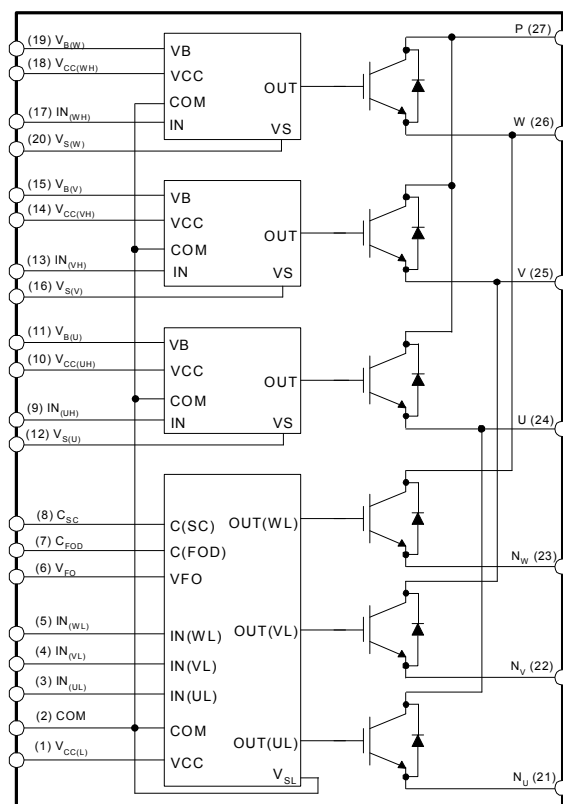 (19) VB(W)
VB
P (27)
(18) VCC(WH)
VCC
OUT
COM
(17) IN(WH)
IN
W (26)
(20) VS(W)
VS
(15) VB(V)
VB
(14) VCC(VH)
VCC
OUT
COM
(13) IN(VH)
IN
VS
V (25)
(16) VS(V)
(11) VB(U)
VB
(10) VCC(UH)
VCC
OUT
COM
(9) IN(UH)
IN
VS
U (24)
(12) VS(U)
(8) CSC
C(SC)
OUT(WL)
(7) CFOD
C(FOD)
NW (23)
(6) VFO
VFO
(5) IN(WL)
IN(WL)
OUT(VL)
(4) IN(VL)
IN(VL)
NV (22)
(3) IN(UL)
IN(UL)
(2) COM
COM
OUT(UL)
(1) VCC(L)
VCC
VSL
NU (21)